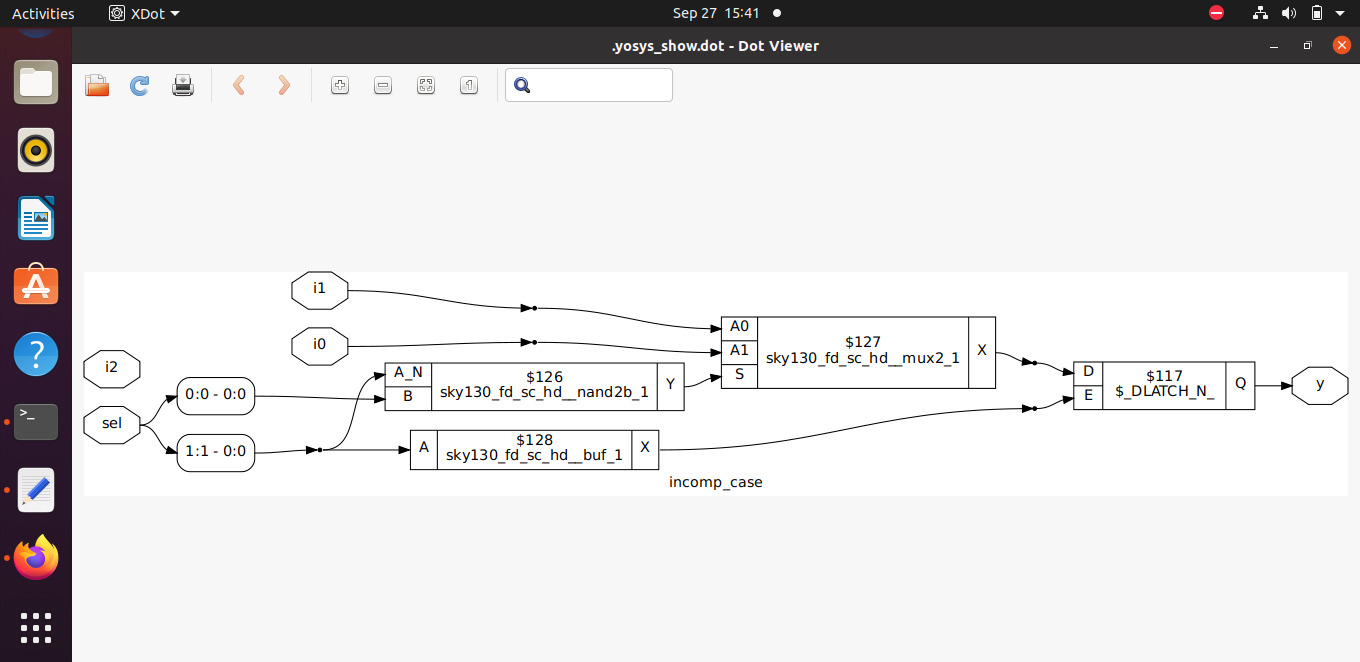 Activities XDot Sep 27 15:41
.yosys_show.dot - Dot Viewer
1
>_
?
i1
i0
i2
sel
0:0 - 0:0
1:1 - 0:0
A_N
B
$126
sky130_fd_sc_hd__nand2b_1
Y
A
$128
sky130_fd_sc_hd__buf_1
X
A0
A1
S
$127
sky130_fd_sc_hd__mux2_1
X
D
E
$117
$_DLATCH_N_
Q
y
incomp_case